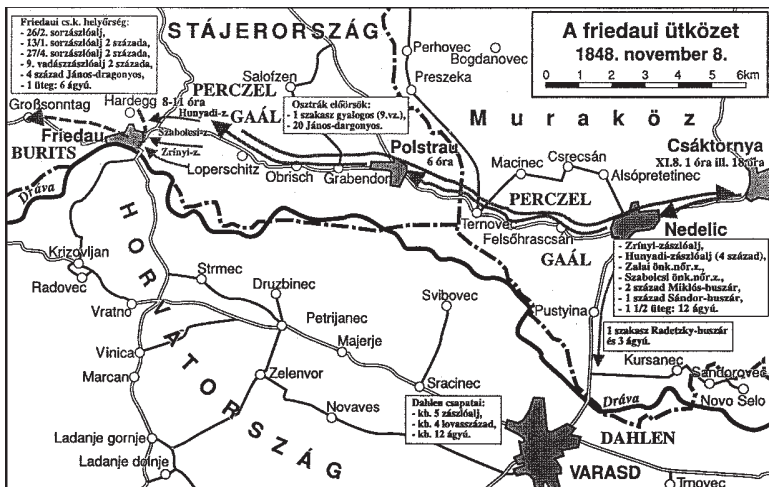 Friedaui cs.k. helyőrség:
- 26/2. sorzászlóalj,
- 13/1. sorzászlóalj 2 százada,
- 27/4. sorzászlóalj 2 százada,
- 9. vadászzászlóalj 2 százada,
- 4 század János-dragonyos,
- 1 üteg: 6 ágyú.
STÁJERORSZÁG
A friedaui ütközet
1848. november 8.
0 1 2 3 4 5 6km
Perhovec
Bogdanovec
Preszeka
Salofzen
PERCZEL
Großsonntag
Hardegg
8-11 óra
Hunyadi-z.
GAÁL
Osztrák előőrsök:
- 1 szakasz gyalogos (9.vz.),
20 János-dargonyos.
Muraköz
Friedau
Szabolcsi-z.
Zrínyi-z.
BURITS
Polstrau
6 óra
Csáktornya
XI.8. 1 óra ill. 18 óra
Loperschitz
Obrisch
Grabendon
Macinec
Csrecsán
Alsópretetinec
PERCZEL
Dráva
Ternovec
Felsőhrascsán
Nedelic
GAÁL
- Zrínyi-zászlóalj,
- Hunyadi-zászlóalj (4 század),
- Zalai önk.nőr.z.,
- Szabolcsi önk.nőr.z.,
- 2 század Miklós-huszár,
- 1 század Sándor-huszár,
- 1 1/2 üteg: 12 ágyú.
HORVÁTORSZÁG
Krizovljan
Radovec
Strmec
Druzbinec
Svibovec
Pustyina
Vratno
Petrijanec
1 szakasz Radetzky-huszár
és 3 ágyú.
Vinica
Majerje
Kursanec
Sandorovec
Marcan
Zelenvor
Sracinec
Novo Selo
Dráva
Dahlen csapatai:
- kb. 5 zászlóalj,
- kb. 4 lovasszázad,
- kb. 12 ágyú.
Novaves
DAHLEN
Ladanje gornje
Ladanje dolnje
VARASD
Trnovec